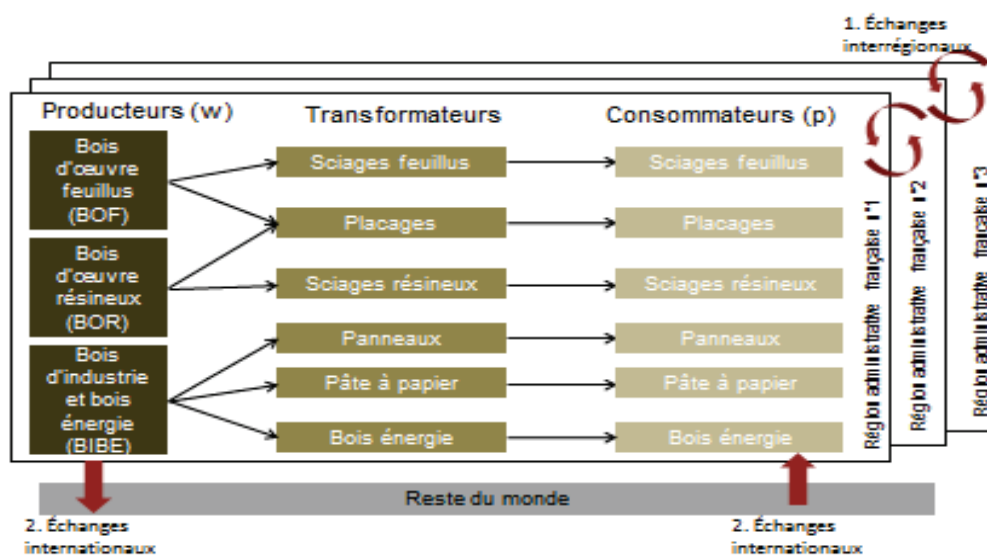 1. Échanges
interrégionaux
Producteurs (w)
Transformateurs
Consommateurs (p)
Bois
d'œuvre
feuillus
(BOF)
Bois
d'œuvre
résineux
(BOR)
Bois
d'industrie
et bois
énergie
(BIBE)
Sciages feuillus
Placages
Sciages résineux
Panneaux
Pâte à papier
Bois énergie
Sciages feuillus
Placages
Sciages résineux
Panneaux
Pâte à papier
Bois énergie
Région administrative française n°1
Région administrative française n°2
Région administrative française n°3
Reste du monde
2. Échanges
internationaux
2. Échanges
internationaux